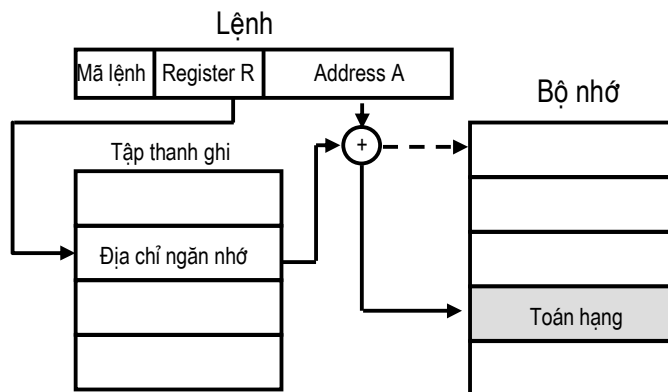 Lệnh
Mã lệnh Register R Address A
Bộ nhớ
Tập thanh ghi
+
Địa chỉ ngăn nhớ
Toán hạng